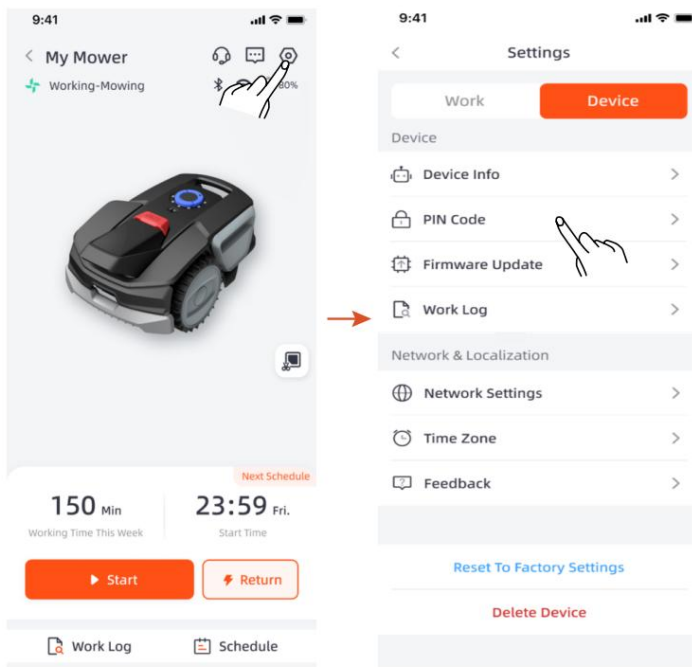 9:41
My Mower
Working-Mowing
80%
Next Schedule
150 Min
23:59 Fri.
Working Time This Week
Start Time
Start
Return
Work Log
Schedule
9:41
Settings
Work
Device
Device
Device Info
PIN Code
Firmware Update
Work Log
Network & Localization
Network Settings
Time Zone
Feedback
Reset To Factory Settings
Delete Device